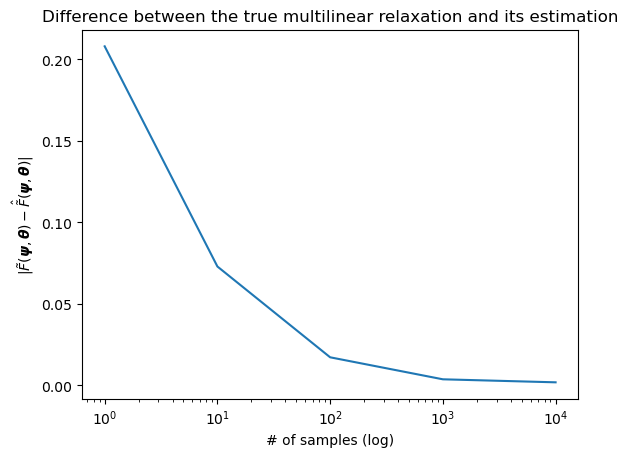 Difference between the true multilinear relaxation and its estimation
0.20
0.15
0.10
0.05
0.00
|F̃(𝝍, 𝜽) − F̃̂(𝝍, 𝜽)|
10⁰ 10¹ 10² 10³ 10⁴
# of samples (log)